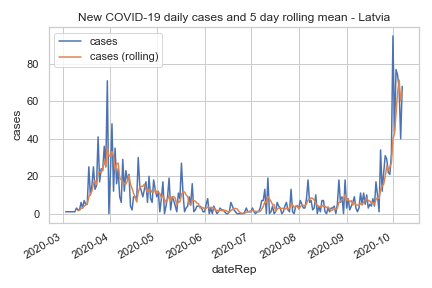 New COVID-19 daily cases and 5 day rolling mean - Latvia
cases
cases (rolling)
cases
80
60
40
20
0
2020-03
2020-04
2020-05
2020-06
2020-07
2020-08
2020-09
2020-10
dateRep